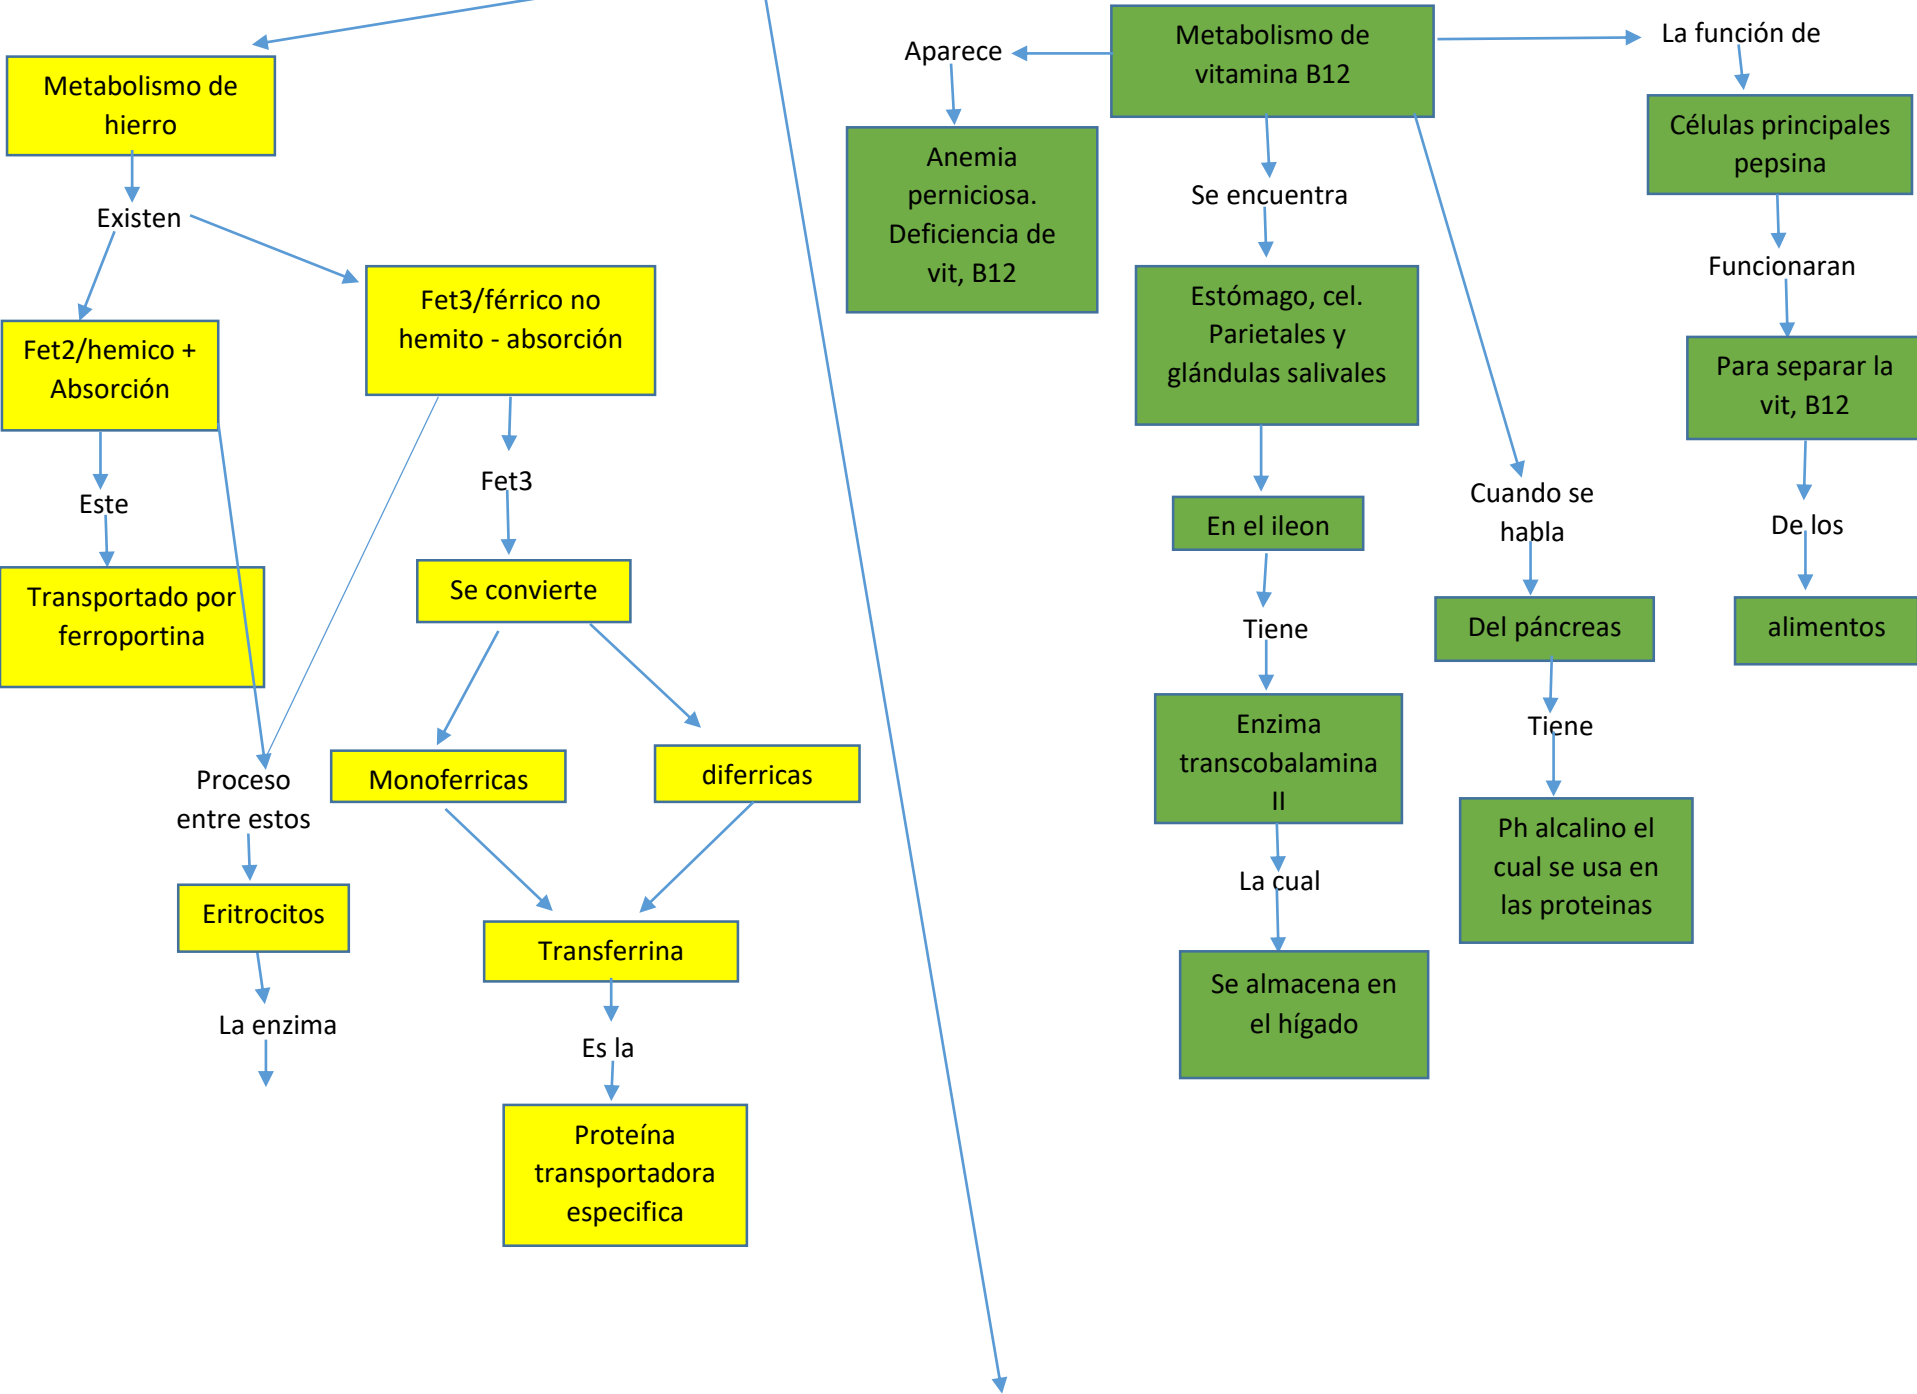 Metabolismo de
hierro
Existen
Fet2/hemico +
Absorción
Este
Transportado por
ferroportina
Fet3/férrico no
hemito - absorción
Fet3
Se convierte
Monoferricas
diferricas
Proceso
entre estos
Eritrocitos
La enzima
Transferrina
Es la
Proteína
transportadora
especifica
Metabolismo de
vitamina B12
Aparece
Anemia
perniciosa.
Deficiencia de
vit, B12
Se encuentra
Estómago, cel.
Parietales y
glándulas salivales
En el ileon
Tiene
Enzima
transcobalamina
II
La cual
Se almacena en
el hígado
Cuando se
habla
Del páncreas
Tiene
Ph alcalino el
cual se usa en
las proteinas
La función de
Células principales
pepsina
Funcionaran
Para separar la
vit, B12
De los
alimentos